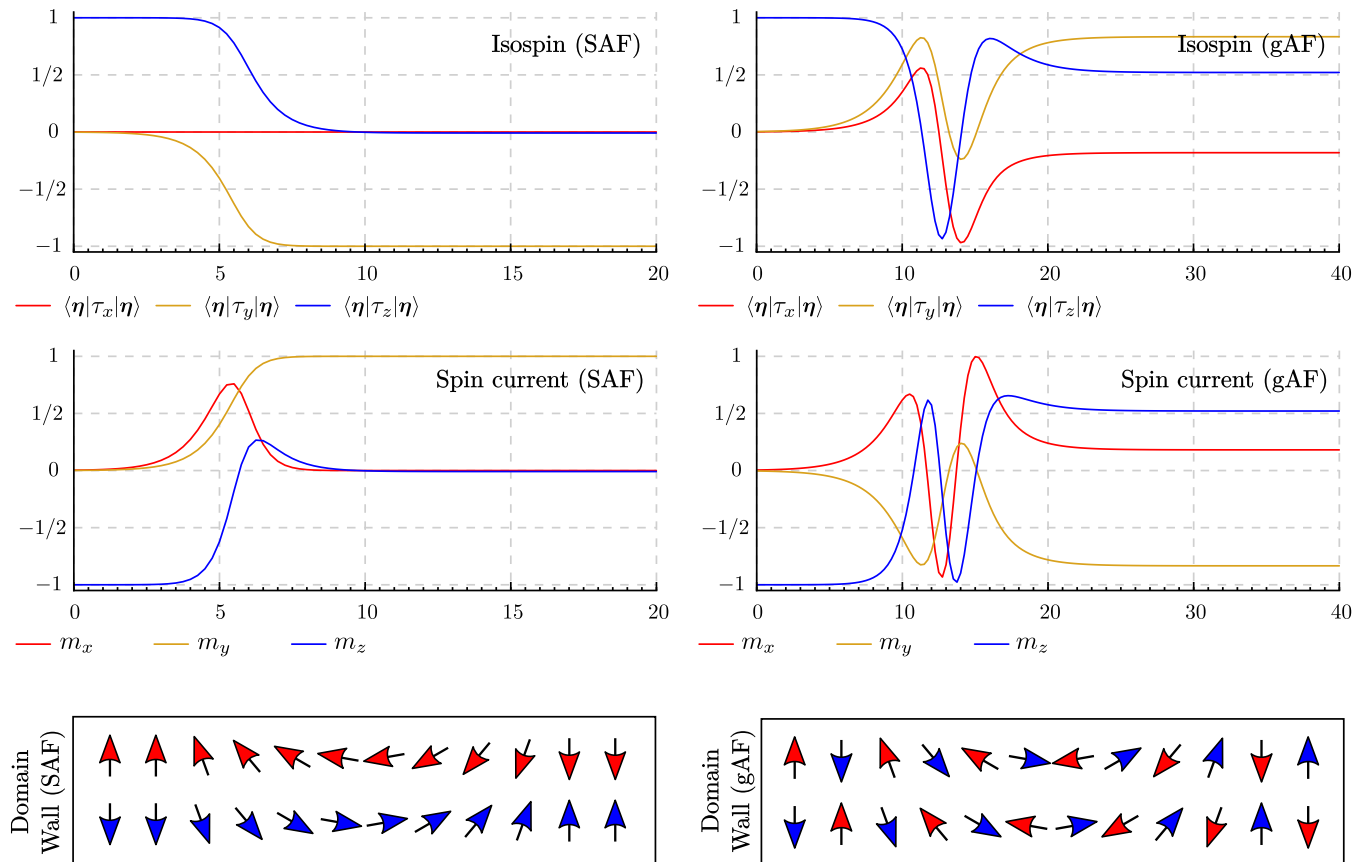 Isospin (SAF)
1
1/2
0
−1/2
−1
0 5 10 15 20
⟨η|τx|η⟩ ⟨η|τy|η⟩ ⟨η|τz|η⟩
Isospin (gAF)
1
1/2
0
−1/2
−1
0 10 20 30 40
⟨η|τx|η⟩ ⟨η|τy|η⟩ ⟨η|τz|η⟩
Spin current (SAF)
1
1/2
0
−1/2
−1
0 5 10 15 20
mx my mz
Spin current (gAF)
1
1/2
0
−1/2
−1
0 10 20 30 40
mx my mz
Domain
Wall (SAF)
Domain
Wall (gAF)